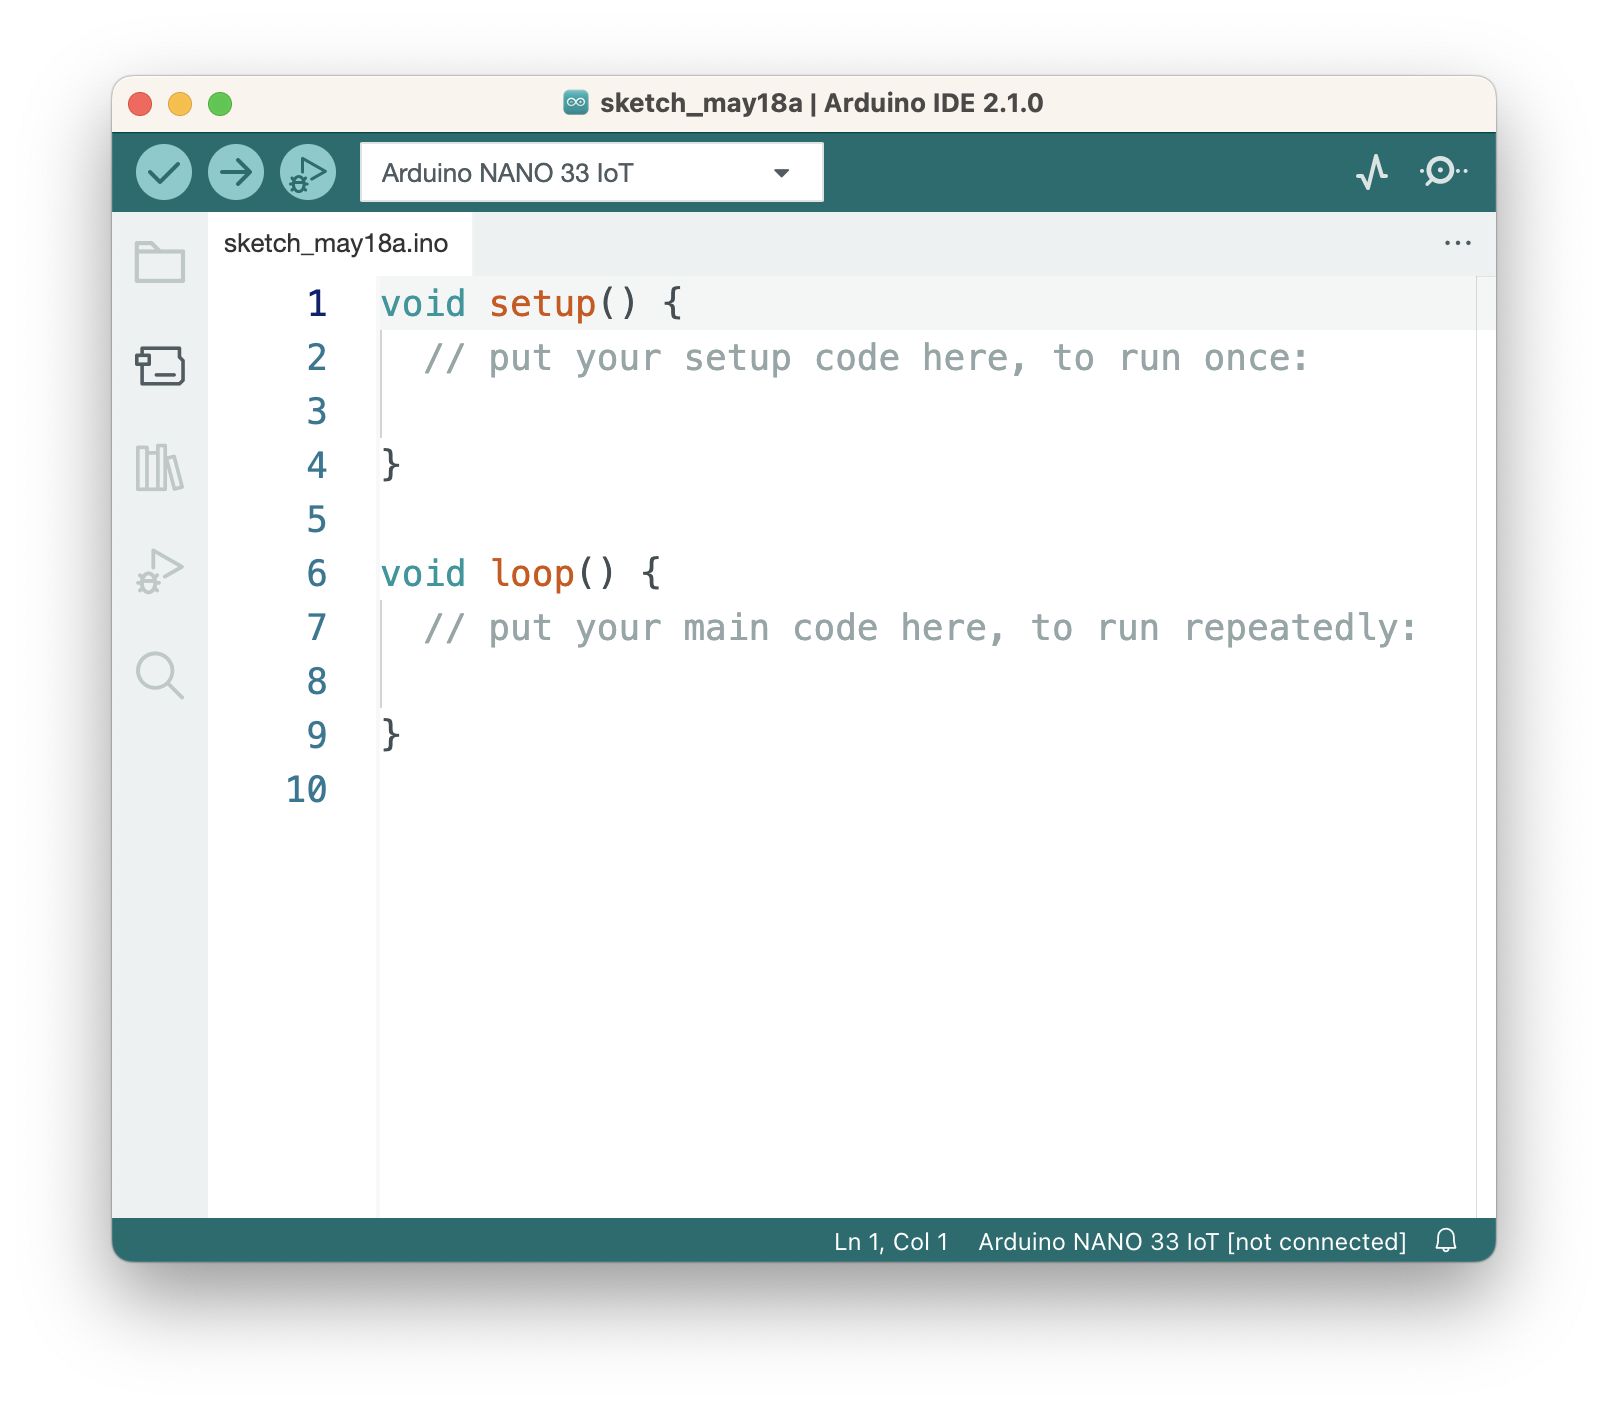 sketch_may18a | Arduino IDE 2.1.0
Arduino NANO 33 IoT
sketch_may18a.ino
1 void setup() {
2 // put your setup code here, to run once:
3
4 }
5
6 void loop() {
7 // put your main code here, to run repeatedly:
8
9 }
10
Ln 1, Col 1 Arduino NANO 33 IoT [not connected]